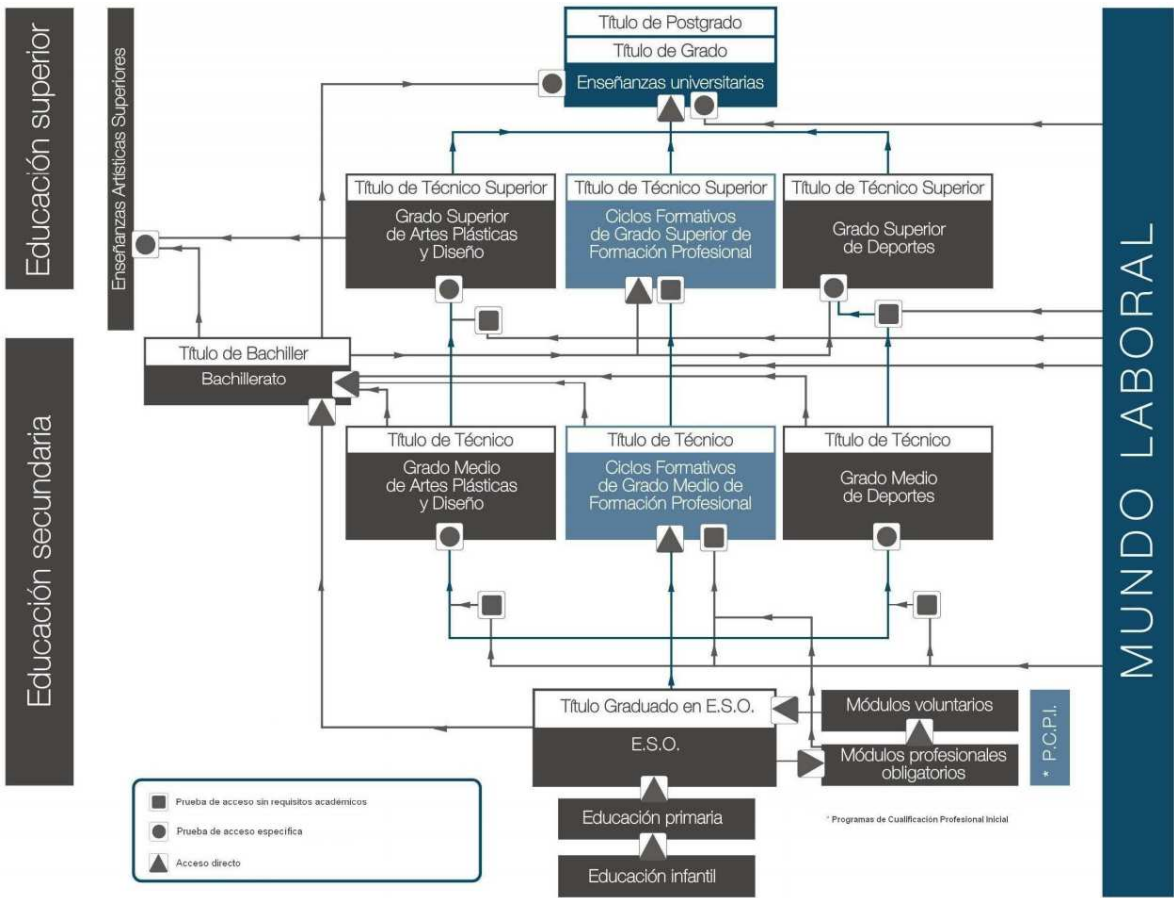 Educación superior
Enseñanzas Artísticas Superiores
Título de Postgrado
Título de Grado
Enseñanzas universitarias
Título de Técnico Superior
Grado Superior
de Artes Plásticas
y Diseño
Título de Técnico Superior
Ciclos Formativos
de Grado Superior de
Formación Profesional
Título de Técnico Superior
Grado Superior
de Deportes
MUNDO LABORAL
Educación secundaria
Título de Bachiller
Bachillerato
Título de Técnico
Grado Medio
de Artes Plásticas
y Diseño
Título de Técnico
Ciclos Formativos
de Grado Medio de
Formación Profesional
Título de Técnico
Grado Medio
de Deportes
Título Graduado en E.S.O.
E.S.O.
Módulos voluntarios
Módulos profesionales
obligatorios
* P.C.P.I.
Educación primaria
Educación infantil
* Programas de Cualificación Profesional Inicial
Prueba de acceso sin requisitos académicos
Prueba de acceso específica
Acceso directo